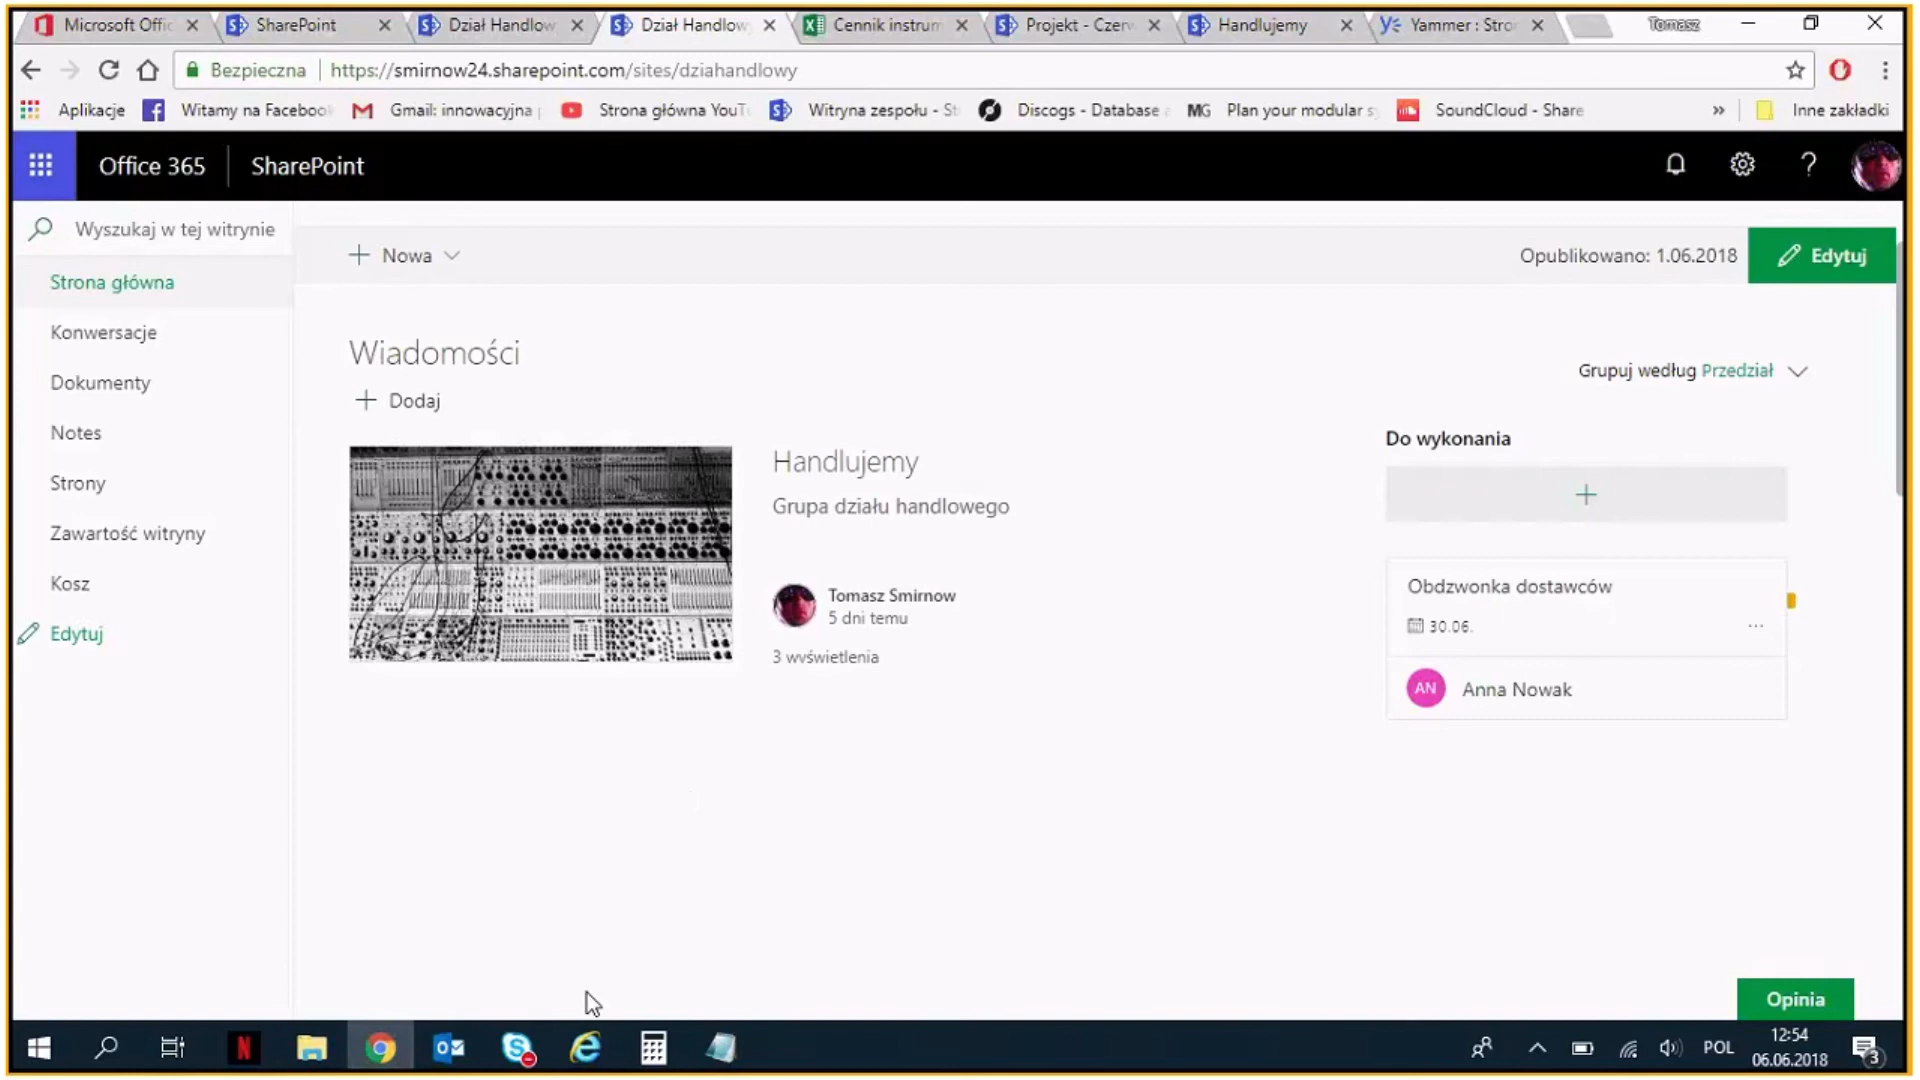 Microsoft Offic
SharePoint
Dział Handlow
Dział Handlow
Cennik instrum
Projekt - Czerw
Handlujemy
Yammer : Stro
Tomasz
Bezpieczna
https://smirnow24.sharepoint.com/sites/dziahandlowy
Aplikacje
Witamy na Faceboo
Gmail: innowacyjna
Strona główna YouT
Witryna zespołu - St
Discogs - Database a
MG Plan your modular sy
SoundCloud - Share
»
Inne zakładki
Office 365
SharePoint
?
Wyszukaj w tej witrynie
Nowa
Opublikowano: 1.06.2018
Edytuj
Strona główna
Konwersacje
Dokumenty
Notes
Strony
Zawartość witryny
Kosz
Edytuj
Wiadomości
Dodaj
Handlujemy
Grupa działu handlowego
Tomasz Smirnow
5 dni temu
3 wyświetlenia
Grupuj według Przedział
Do wykonania
Obdzwonka dostawców
30.06.
...
AN
Anna Nowak
Opinia
POL
12:54
06.06.2018
3